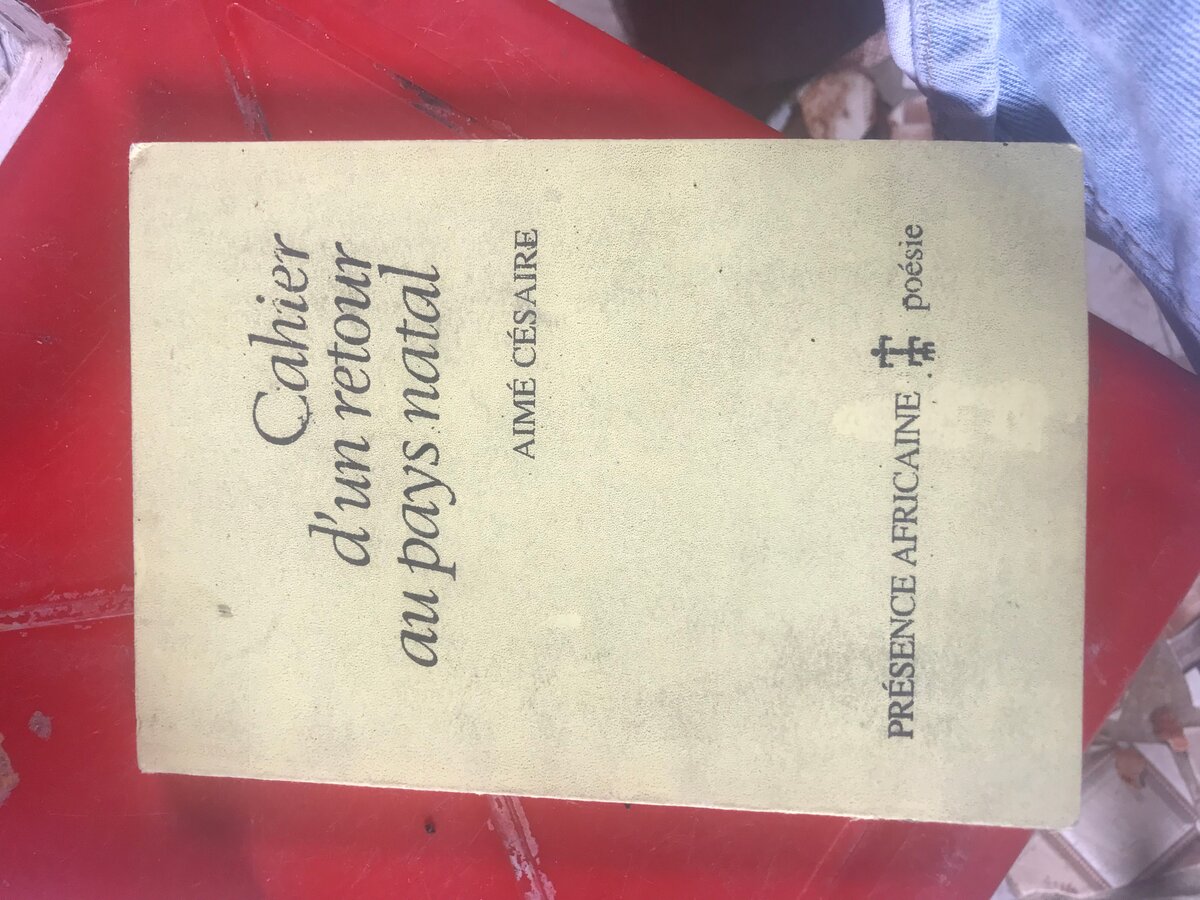 Cahier
d'un retour
au pays natal
AIMÉ CÉSAIRE
PRÉSENCE AFRICAINE poésie